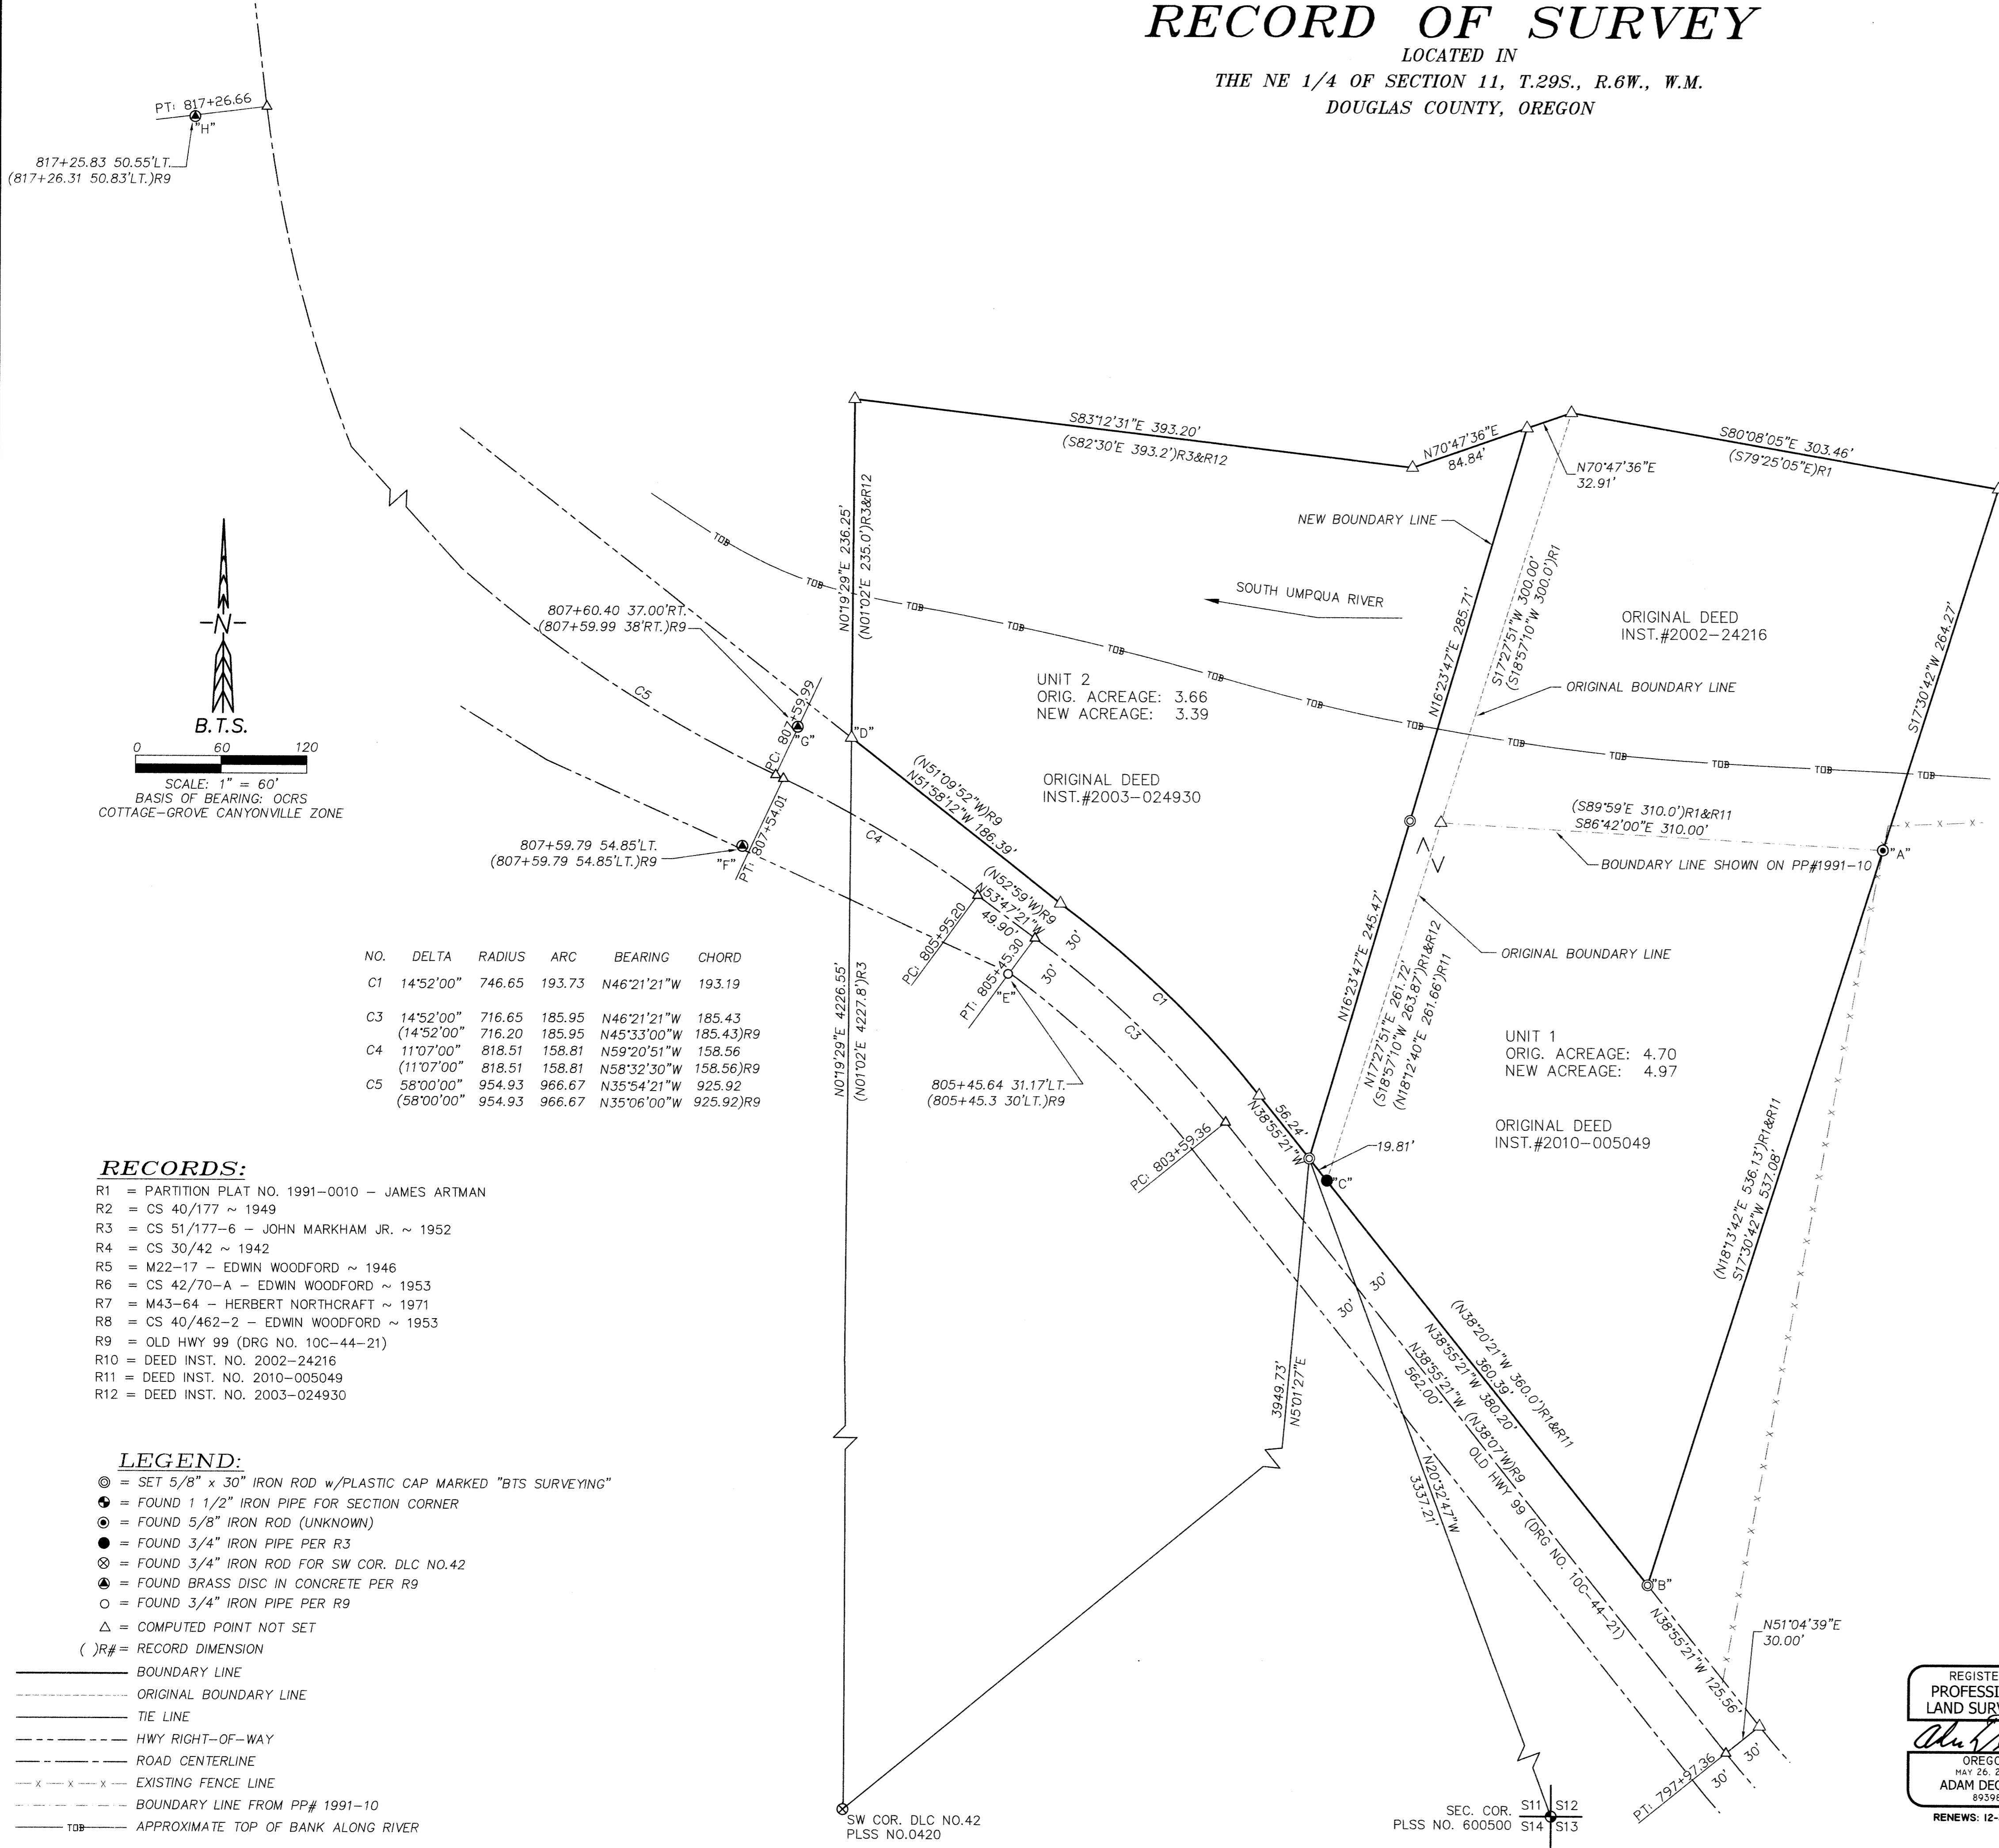 RECORD OF SURVEY
LOCATED IN
THE NE 1/4 OF SECTION 11, T.29S., R.6W., W.M.
DOUGLAS COUNTY, OREGON
PT: 817+26.66
"H"
817+25.83 50.55'LT.
(817+26.31 50.83'LT.)R9
S83°12'31"E 393.20'
(S82°30'E 393.2')R3&R12
N70°47'36"E
84.84'
N70°47'36"E
32.91'
S80°08'05"E 303.46'
(S79°25'05"E)R1
NEW BOUNDARY LINE
N0°19'29"E 236.25'
(N01°02'E 235.0')R3&R12
TOB
TOB
TOB
TOB
TOB
TOB
TOB
TOB
TOB
TOB
TOB
TOB
TOB
SOUTH UMPQUA RIVER
N16°23'47"E 285.71'
S17°27'51"W 300.00'
(S18°57'10"W 300.0')R1
ORIGINAL DEED
INST.#2002-24216
ORIGINAL BOUNDARY LINE
S17°30'42"W 264.27'
807+60.40 37.00'RT.
(807+59.99 38'RT.)R9
-N-
B.T.S.
0 60 120
SCALE: 1" = 60'
BASIS OF BEARING: OCRS
COTTAGE-GROVE CANYONVILLE ZONE
C5
PC: 807+59.99
"G"
"D"
UNIT 2
ORIG. ACREAGE: 3.66
NEW ACREAGE: 3.39
ORIGINAL DEED
INST.#2003-024930
(N51°09'52"W)R9
N51°58'12"W 186.39'
C4
807+59.79 54.85'LT.
(807+59.79 54.85'LT.)R9
"F"
PT: 807+54.01
(S89°59'E 310.0')R1&R11
S86°42'00"E 310.00'
X X X
"A"
BOUNDARY LINE SHOWN ON PP#1991-10
(N52°59'W)R9
N53°47'21"W
49.90'
30'
30'
PC: 805+95.20
PT: 805+45.30
"E"
C1
C3
805+45.64 31.17'LT.
(805+45.3 30'LT.)R9
N16°23'47"E 245.47'
N17°27'51"E 261.72'
(S18°57'10"W 263.87')R1&R12
(N18°12'40"E 261.66')R11
ORIGINAL BOUNDARY LINE
NO. DELTA RADIUS ARC BEARING CHORD
C1 14°52'00" 746.65 193.73 N46°21'21"W 193.19
C3 14°52'00" 716.65 185.95 N46°21'21"W 185.43
(14°52'00" 716.20 185.95 N45°33'00"W 185.43)R9
C4 11°07'00" 818.51 158.81 N59°20'51"W 158.56
(11°07'00" 818.51 158.81 N58°32'30"W 158.56)R9
C5 58°00'00" 954.93 966.67 N35°54'21"W 925.92
(58°00'00" 954.93 966.67 N35°06'00"W 925.92)R9
N0°19'29"E 4226.55'
(N01°02'E 4227.8')R3
UNIT 1
ORIG. ACREAGE: 4.70
NEW ACREAGE: 4.97
ORIGINAL DEED
INST.#2010-005049
56.24'
N38°55'21"W
19.81'
"C"
PC: 803+59.36
(N18°13'42"E 536.13')R1&R11
S17°30'42"W 537.08'
RECORDS:
R1 = PARTITION PLAT NO. 1991-0010 - JAMES ARTMAN
R2 = CS 40/177 ~ 1949
R3 = CS 51/177-6 - JOHN MARKHAM JR. ~ 1952
R4 = CS 30/42 ~ 1942
R5 = M22-17 - EDWIN WOODFORD ~ 1946
R6 = CS 42/70-A - EDWIN WOODFORD ~ 1953
R7 = M43-64 - HERBERT NORTHCRAFT ~ 1971
R8 = CS 40/462-2 - EDWIN WOODFORD ~ 1953
R9 = OLD HWY 99 (DRG NO. 10C-44-21)
R10 = DEED INST. NO. 2002-24216
R11 = DEED INST. NO. 2010-005049
R12 = DEED INST. NO. 2003-024930
30'
30'
(N38°20'21"W 360.0')R1&R11
360.39'
N38°55'21"W 380.20'
N38°55'21"W (N38°07'W)R9
562.00'
OLD HWY 99 (DRG NO. 10C-44-21)
3949.73'
N5°01'27"E
N20°32'47"W
3337.21'
"B"
N38°55'21"W 125.56'
N51°04'39"E
30.00'
30'
30'
PT: 797+97.36
LEGEND:
= SET 5/8" x 30" IRON ROD w/PLASTIC CAP MARKED "BTS SURVEYING"
= FOUND 1 1/2" IRON PIPE FOR SECTION CORNER
= FOUND 5/8" IRON ROD (UNKNOWN)
= FOUND 3/4" IRON PIPE PER R3
= FOUND 3/4" IRON ROD FOR SW COR. DLC NO.42
= FOUND BRASS DISC IN CONCRETE PER R9
= FOUND 3/4" IRON PIPE PER R9
= COMPUTED POINT NOT SET
( )R# = RECORD DIMENSION
BOUNDARY LINE
ORIGINAL BOUNDARY LINE
TIE LINE
HWY RIGHT-OF-WAY
ROAD CENTERLINE
x x x EXISTING FENCE LINE
BOUNDARY LINE FROM PP# 1991-10
TOB APPROXIMATE TOP OF BANK ALONG RIVER
SW COR. DLC NO.42
PLSS NO.0420
SEC. COR.
PLSS NO. 600500
S11 S12
S14 S13
REGISTE
PROFESSI
LAND SUR
OREGO
MAY 26, 2
ADAM DE
8939
RENEWS: 12-